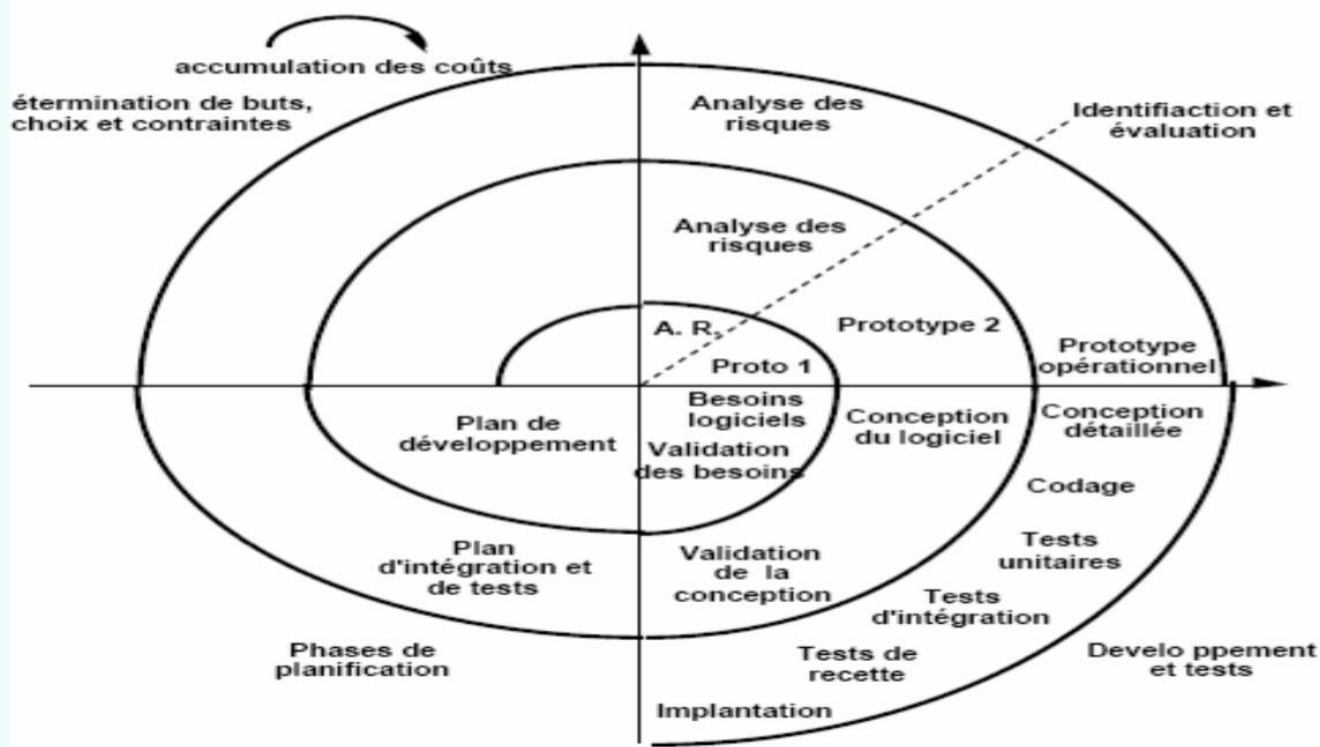 accumulation des coûts
étermination de buts,
choix et contraintes
Analyse des
risques
Identifiaction et
évaluation
Analyse des
risques
A. R.
Proto 1
Prototype 2
Prototype
opérationnel
Besoins
logiciels
Validation
des besoins
Conception
du logiciel
Conception
détaillée
Plan de
développement
Codage
Tests
unitaires
Plan
d'intégration et
de tests
Validation
de la
conception
Tests
d'intégration
Phases de
planification
Tests de
recette
Develo ppement
et tests
Implantation